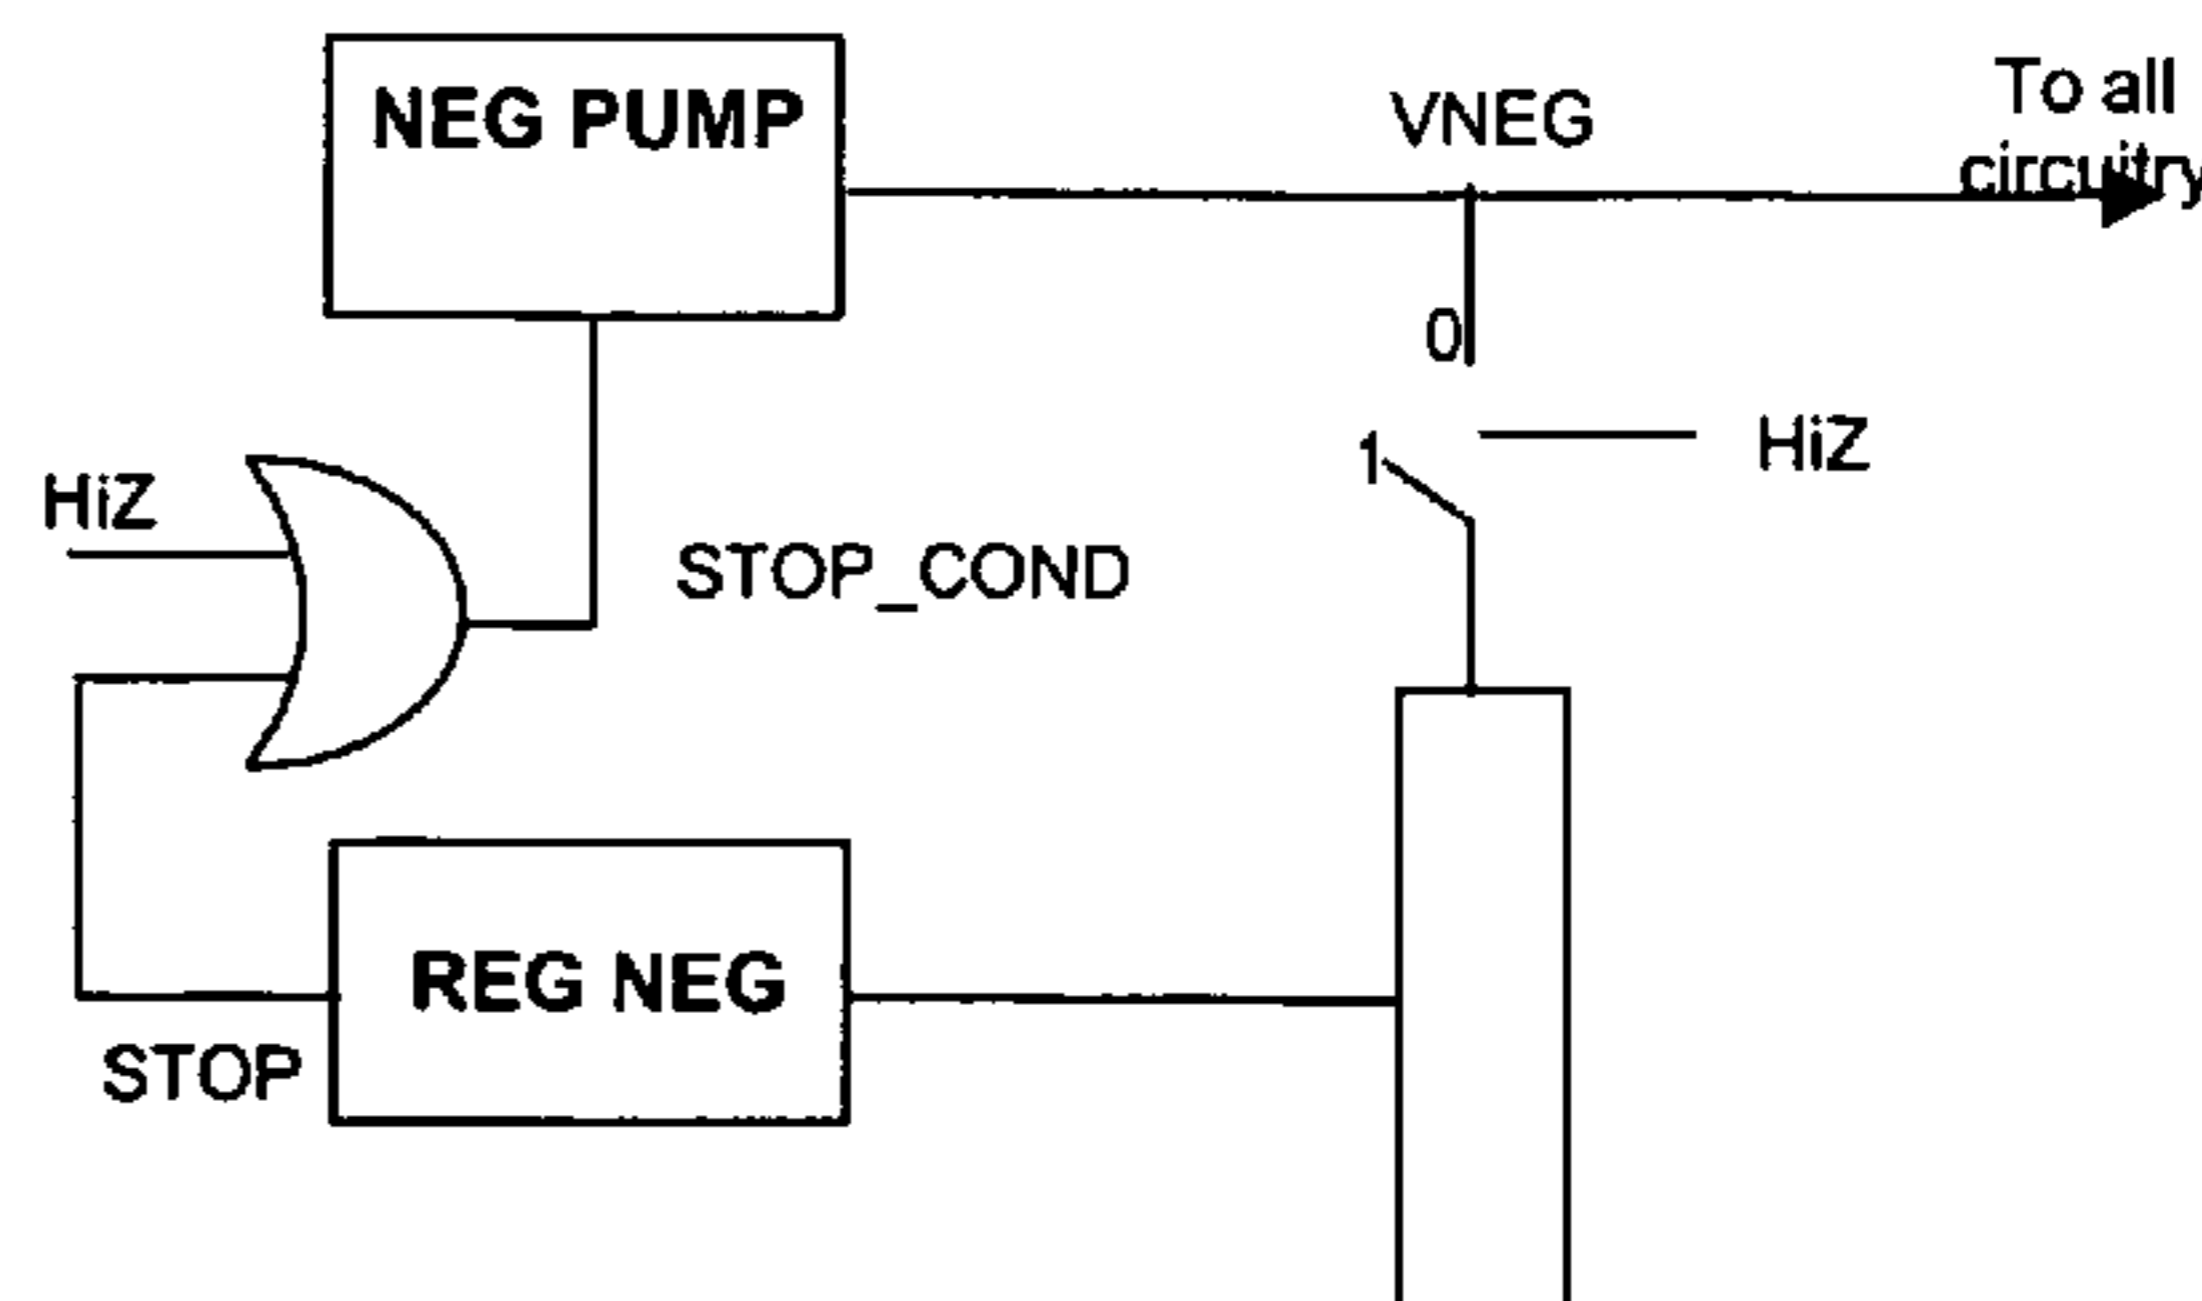 NEG PUMP
VNEG
To all
circuitry
0
1
HiZ
HiZ
STOP_COND
REG NEG
STOP